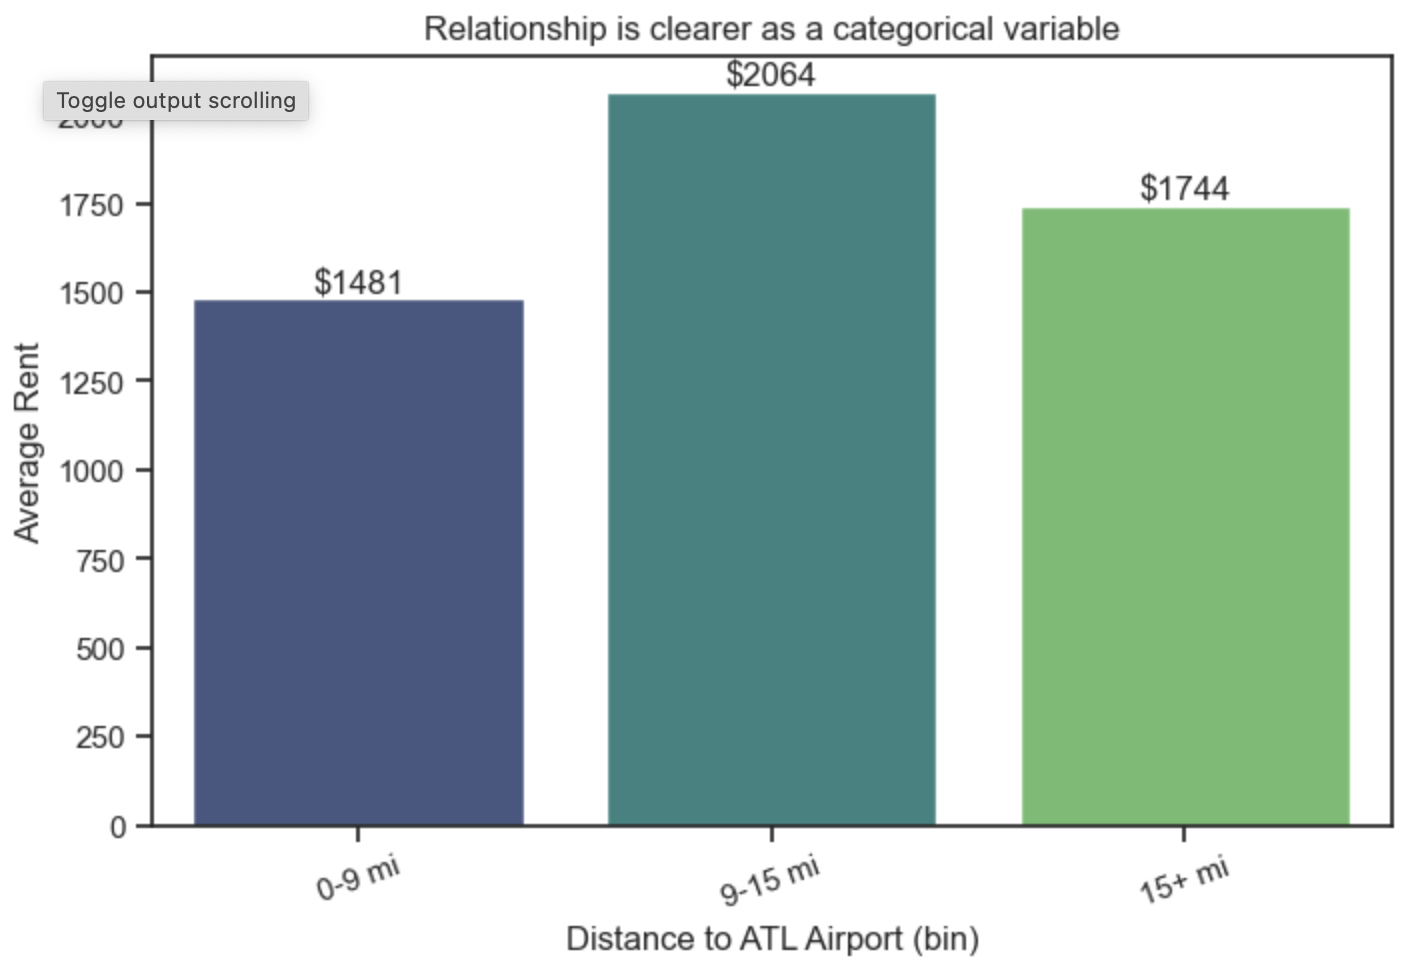 Relationship is clearer as a categorical variable
$2064
Toggle output scrolling
2000
1750
$1744
1500
$1481
1250
1000
750
500
250
0
Average Rent
0-9 mi
9-15 mi
15+ mi
Distance to ATL Airport (bin)